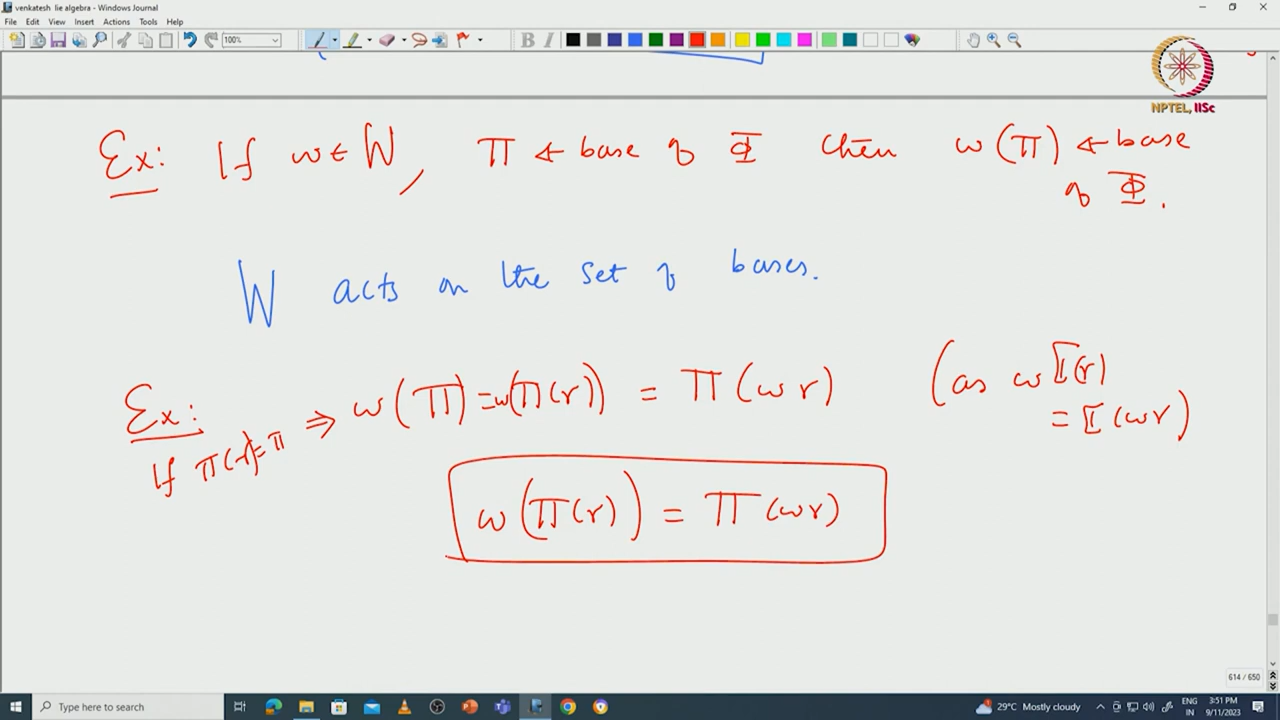 venkatesh lie algebra - Windows Journal
File Edit View Insert Actions Tools Help
100%
B I
NPTEL, IISc
Ex: If w ∈ W, Π ← base of Φ then w(Π) ← base
of Φ.
W acts on the set of bases.
Ex: If Π(γ) = Π ⇒ w(Π) = w(Π(γ)) = Π(wγ) (as wΦ(γ)
= Φ(wγ))
w(Π(γ)) = Π(wγ)
614 / 650
Type here to search
29°C Mostly cloudy
ENG
IN
3:51 PM
9/11/2023